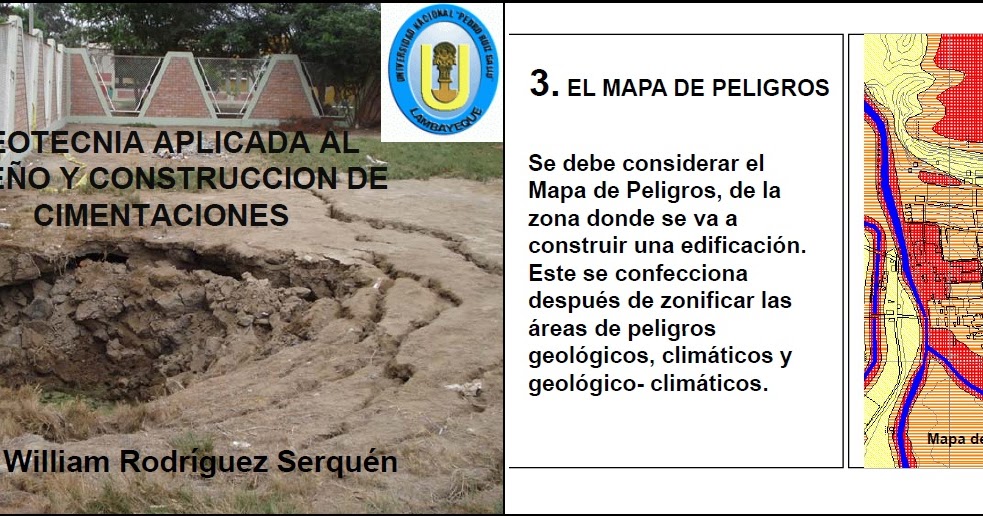 UNIVERSIDAD NACIONAL "PEDRO RUIZ GALLO"
LAMBAYEQUE
EOTECNIA APLICADA AL
EÑO Y CONSTRUCCION DE
CIMENTACIONES
William Rodríguez Serquén
3. EL MAPA DE PELIGROS
Se debe considerar el
Mapa de Peligros, de la
zona donde se va a
construir una edificación.
Este se confecciona
después de zonificar las
áreas de peligros
geológicos, climáticos y
geológico- climáticos.
Mapa de